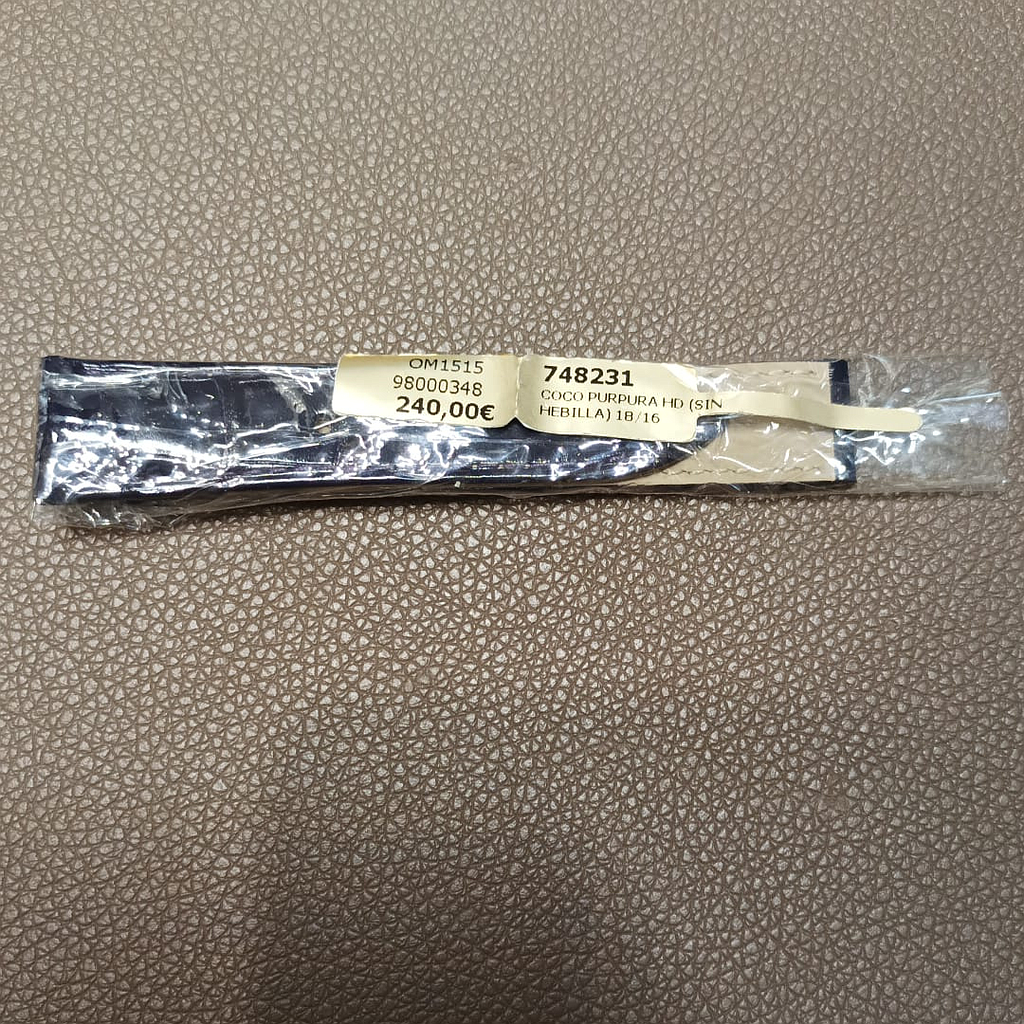 OM1515
98000348
240,00€
748231
COCO PURPURA HD (SIN
HEBILLA) 18/16